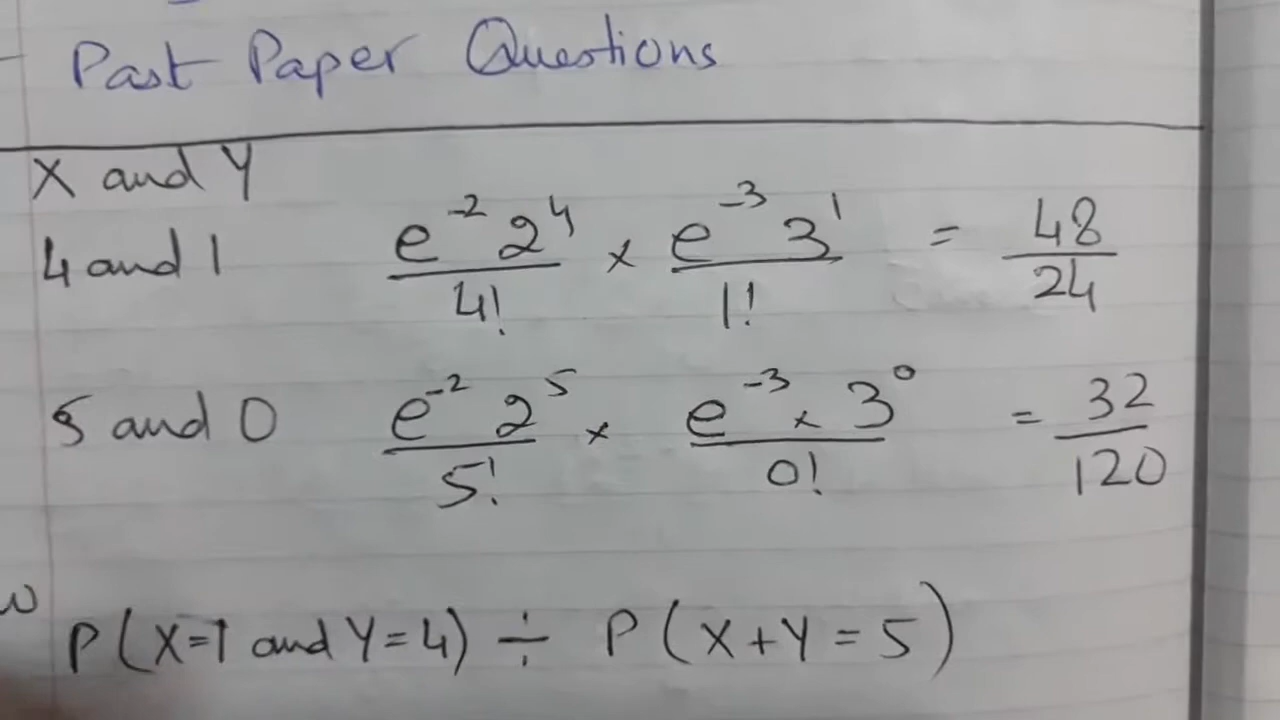 Past Paper Questions
X and Y
4 and 1 e^-2 2^4 / 4! × e^-3 3^1 / 1! = 48 / 24
5 and 0 e^-2 2^5 / 5! × e^-3 × 3^0 / 0! = 32 / 120
P(X=1 and Y=4) ÷ P(X+Y=5)